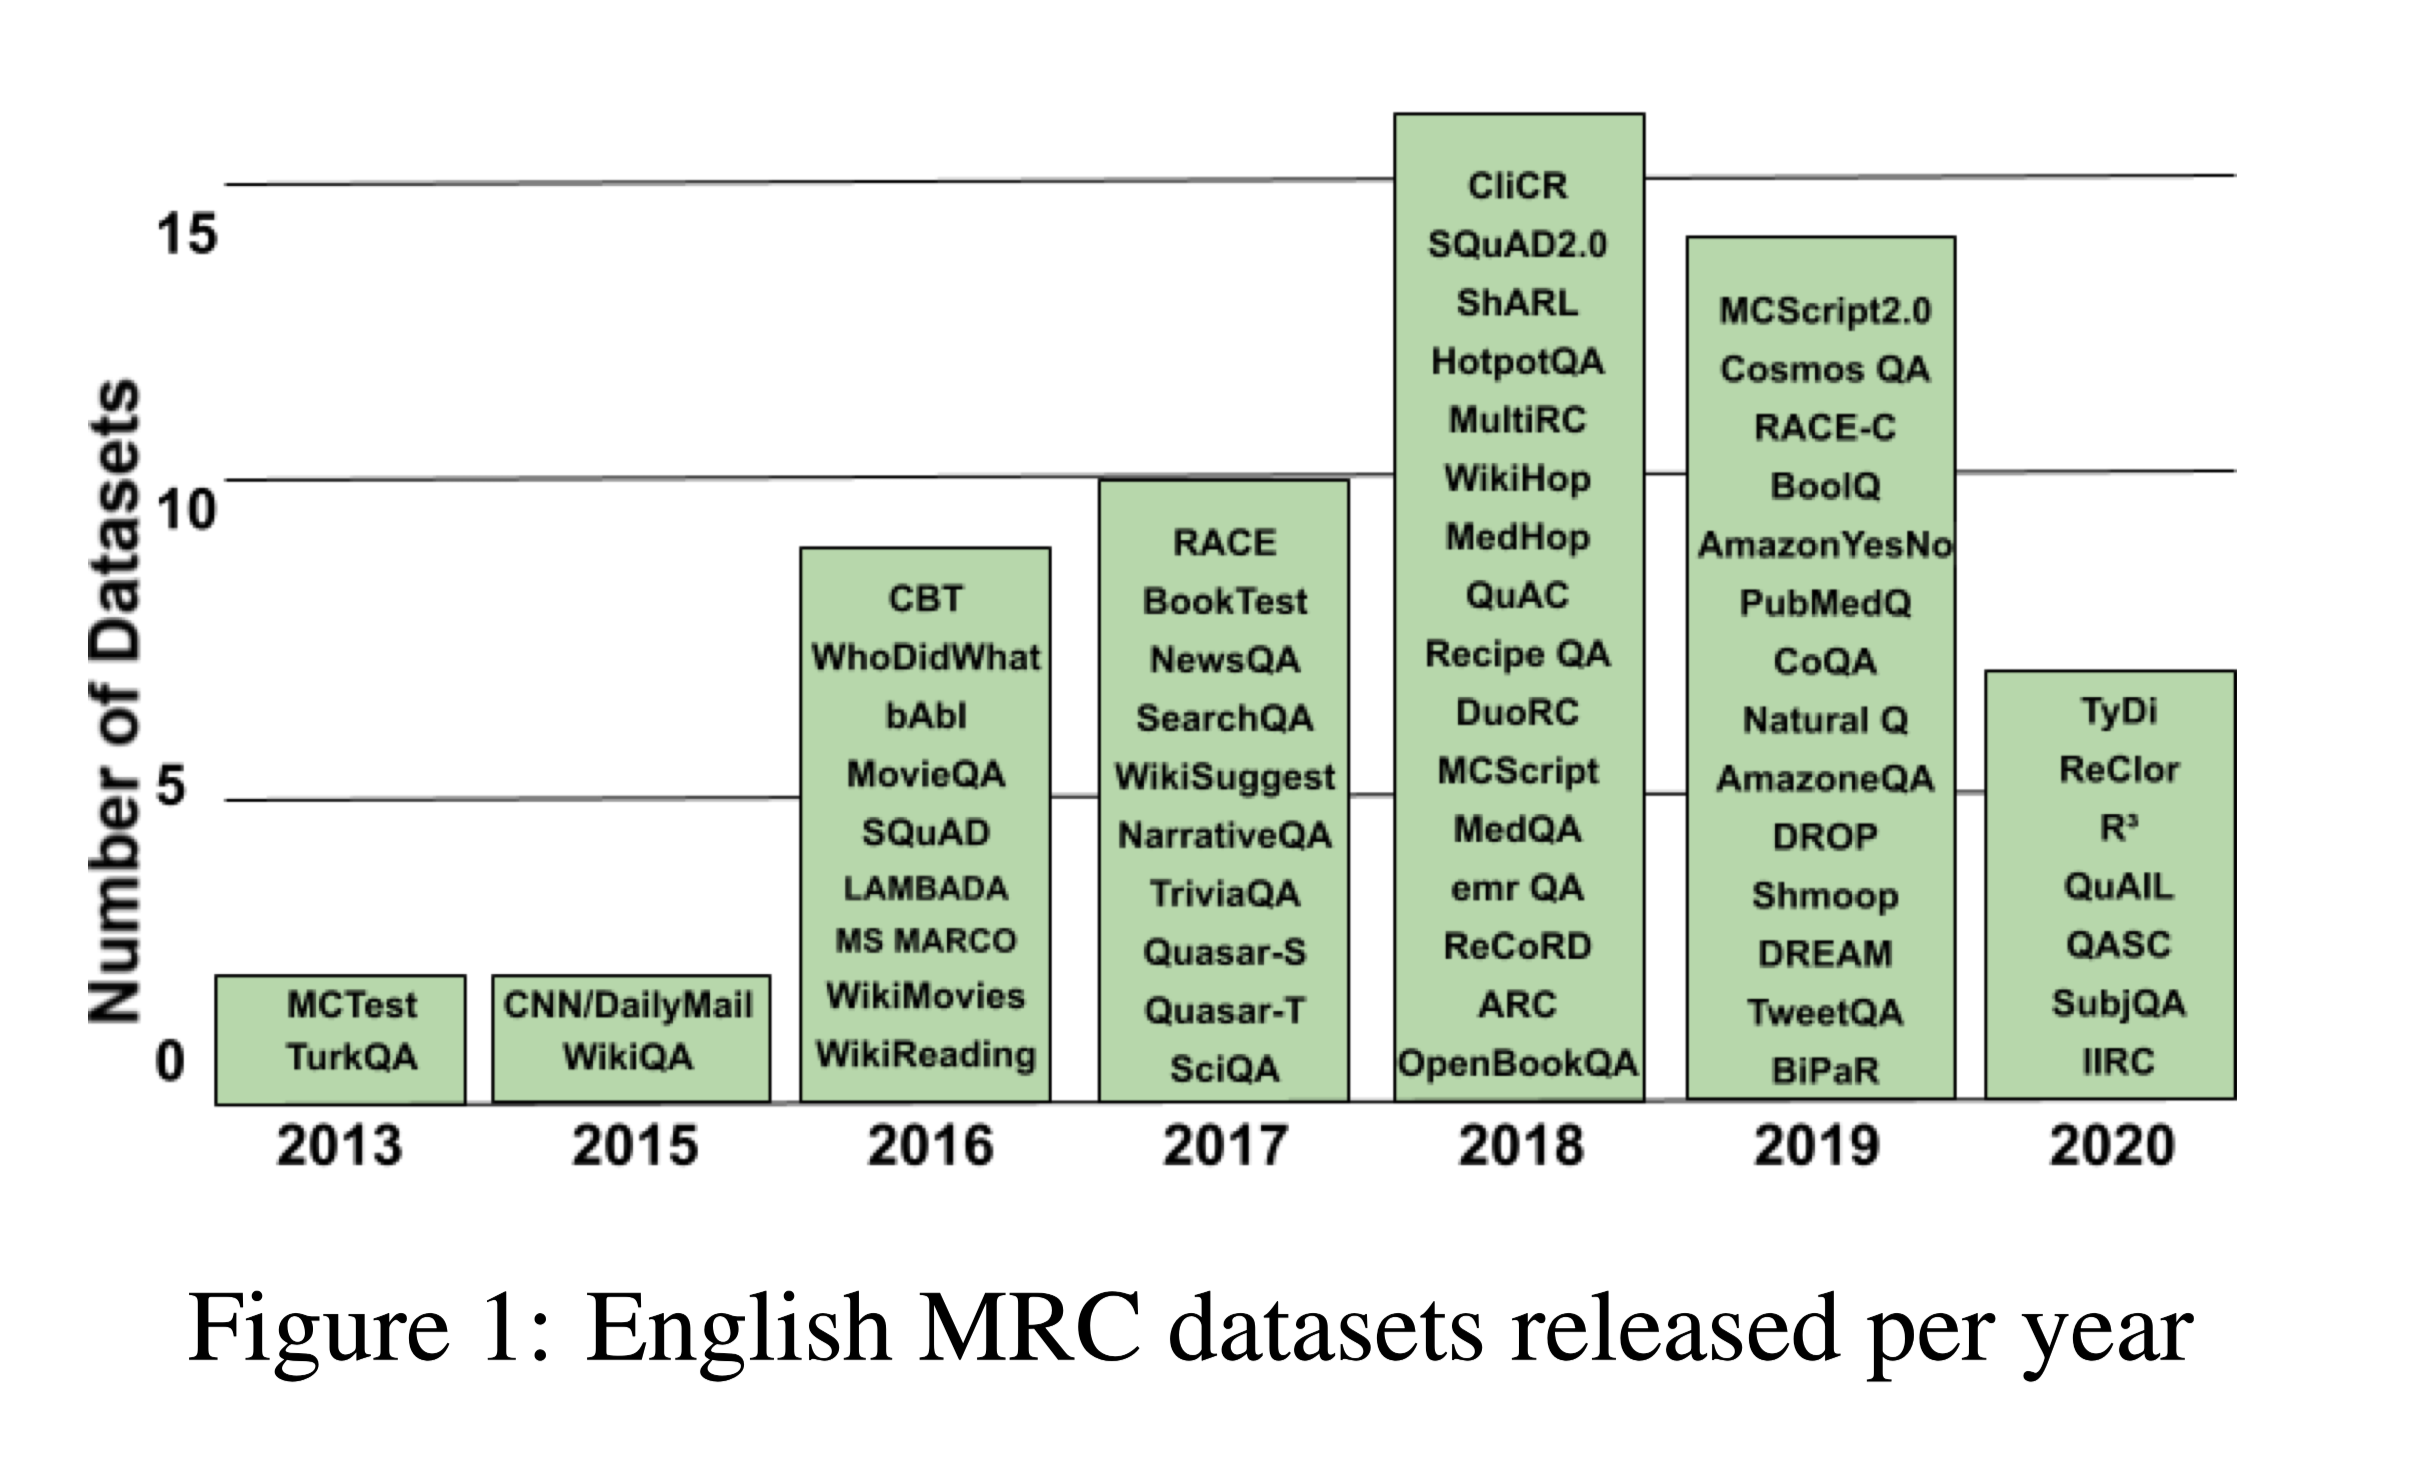 Number of Datasets
15
10
5
0
MCTest
TurkQA
CNN/DailyMail
WikiQA
CBT
WhoDidWhat
bAbI
MovieQA
SQuAD
LAMBADA
MS MARCO
WikiMovies
WikiReading
RACE
BookTest
NewsQA
SearchQA
WikiSuggest
NarrativeQA
TriviaQA
Quasar-S
Quasar-T
SciQA
CliCR
SQuAD2.0
ShARL
HotpotQA
MultiRC
WikiHop
MedHop
QuAC
Recipe QA
DuoRC
MCScript
MedQA
emr QA
ReCoRD
ARC
OpenBookQA
MCScript2.0
Cosmos QA
RACE-C
BoolQ
AmazonYesNo
PubMedQ
CoQA
Natural Q
AmazoneQA
DROP
Shmoop
DREAM
TweetQA
BiPaR
TyDi
ReClor
R³
QuAIL
QASC
SubjQA
IIRC
2013
2015
2016
2017
2018
2019
2020
Figure 1: English MRC datasets released per year